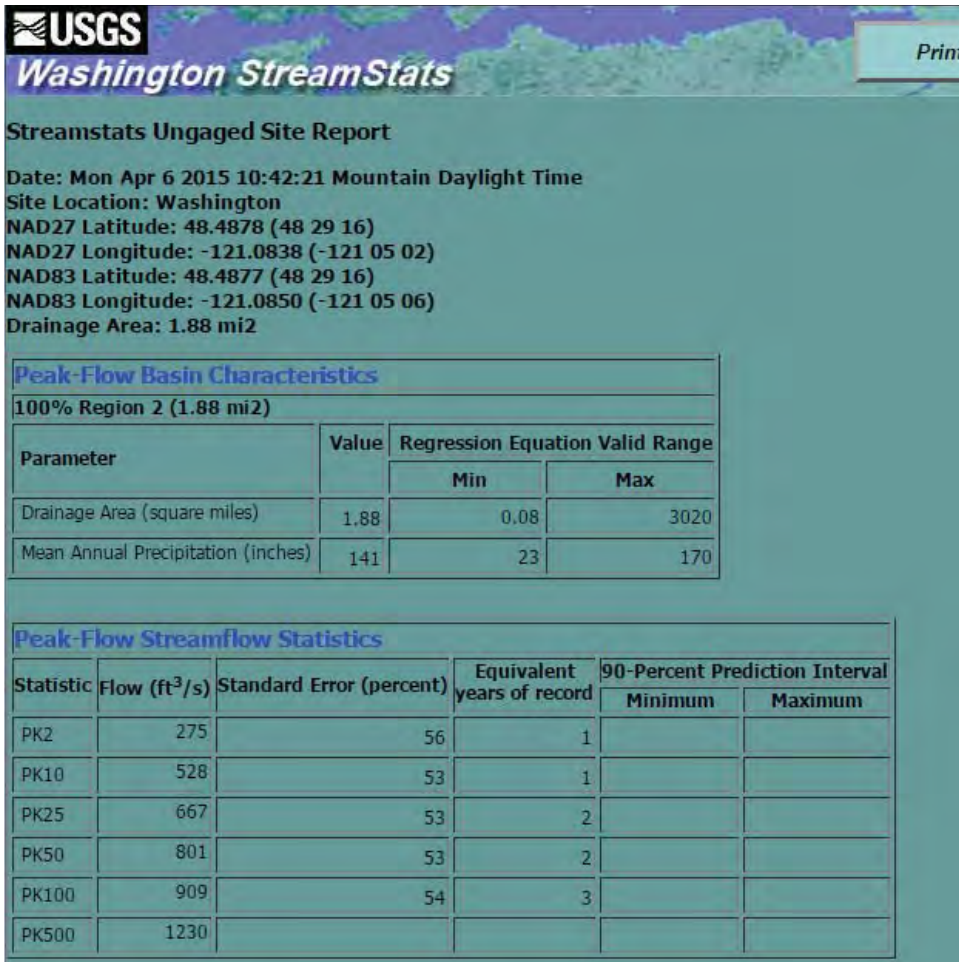 USGS
Washington StreamStats
Print
Streamstats Ungaged Site Report
Date: Mon Apr 6 2015 10:42:21 Mountain Daylight Time
Site Location: Washington
NAD27 Latitude: 48.4878 (48 29 16)
NAD27 Longitude: -121.0838 (-121 05 02)
NAD83 Latitude: 48.4877 (48 29 16)
NAD83 Longitude: -121.0850 (-121 05 06)
Drainage Area: 1.88 mi2
Peak-Flow Basin Characteristics
100% Region 2 (1.88 mi2)
Parameter Value Regression Equation Valid Range
Min Max
Drainage Area (square miles) 1.88 0.08 3020
Mean Annual Precipitation (inches) 141 23 170
Peak-Flow Streamflow Statistics
Statistic Flow (ft³/s) Standard Error (percent) Equivalent years of record 90-Percent Prediction Interval
Minimum Maximum
PK2 275 56 1
PK10 528 53 1
PK25 667 53 2
PK50 801 53 2
PK100 909 54 3
PK500 1230